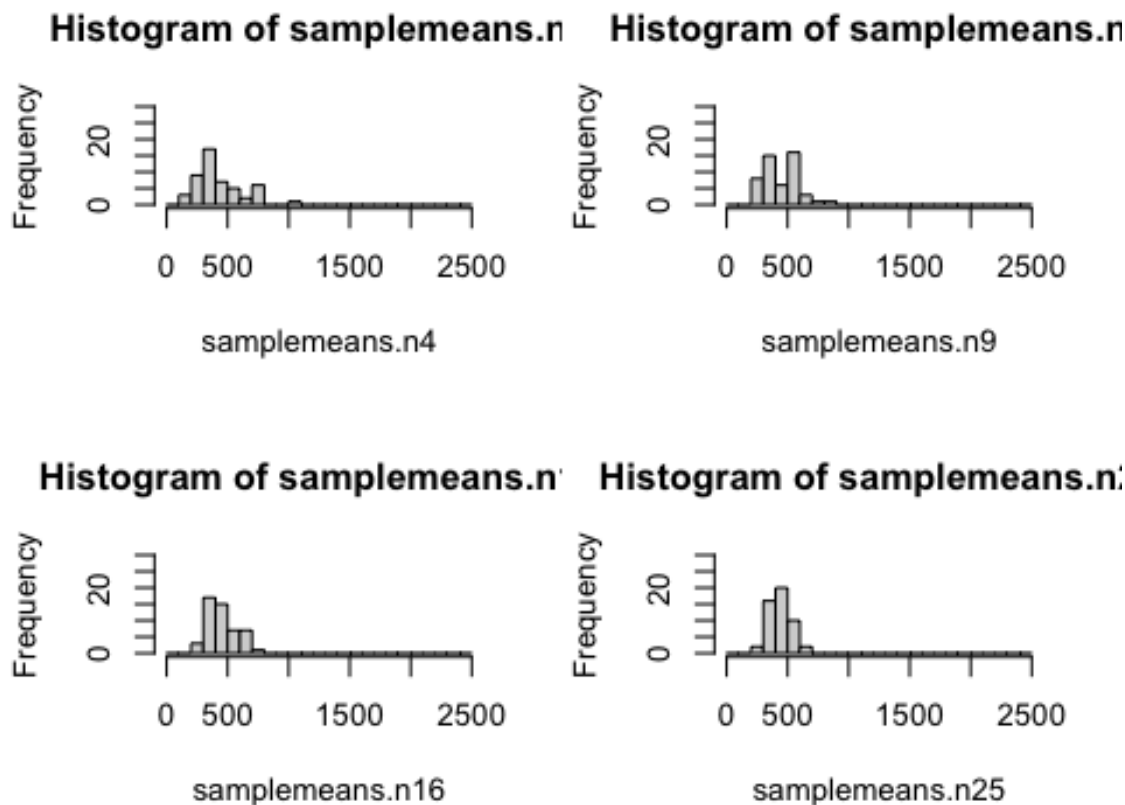 Histogram of samplemeans.n
Frequency
20
0
0 500 1500 2500
samplemeans.n4
Histogram of samplemeans.n
Frequency
20
0
0 500 1500 2500
samplemeans.n9
Histogram of samplemeans.n1
Frequency
20
0
0 500 1500 2500
samplemeans.n16
Histogram of samplemeans.n2
Frequency
20
0
0 500 1500 2500
samplemeans.n25